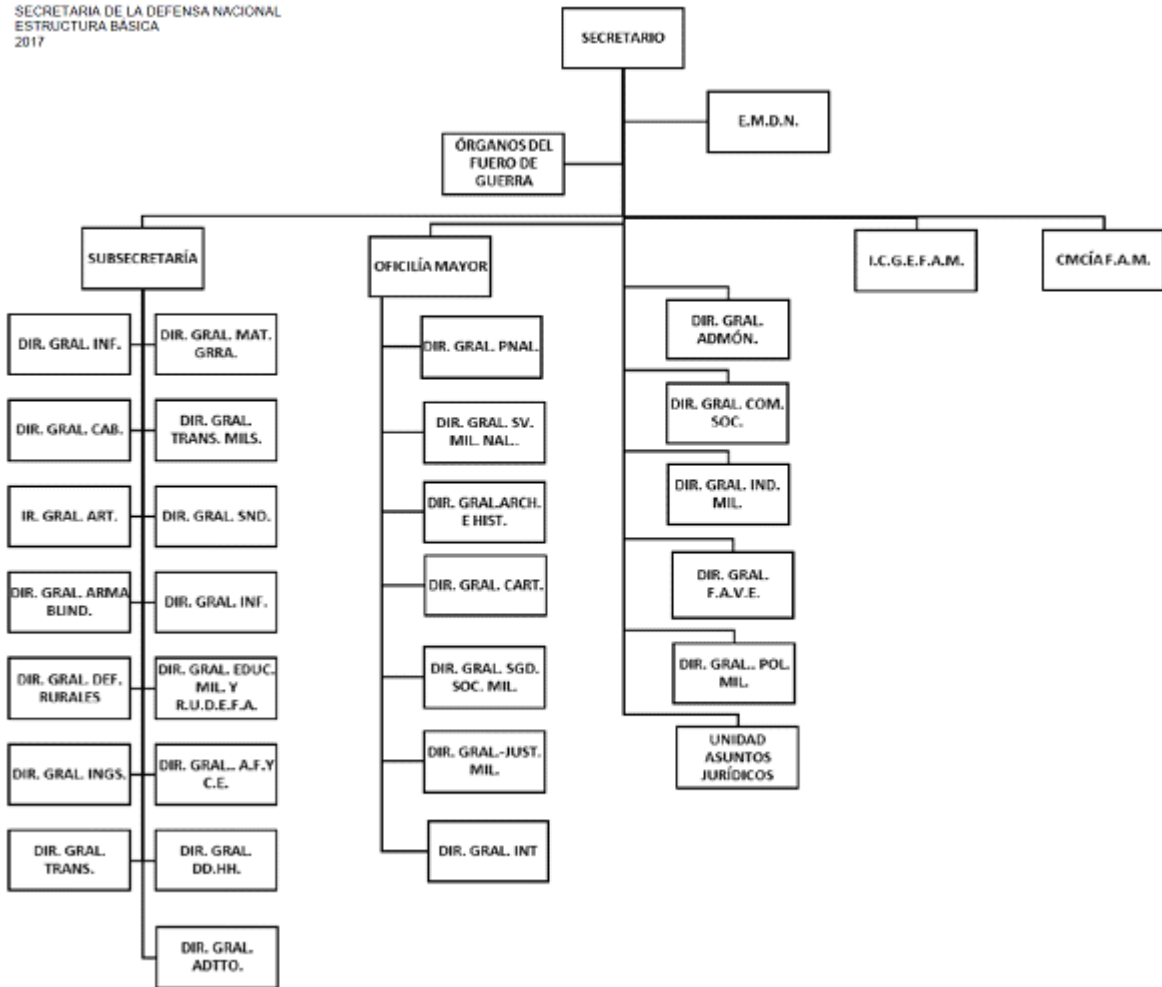 SECRETARIA DE LA DEFENSA NACIONAL
ESTRUCTURA BÁSICA
2017
SECRETARIO
E.M.D.N.
ÓRGANOS DEL
FUERO DE
GUERRA
SUBSECRETARÍA
OFICILÍA MAYOR
I.C.G.E.F.A.M.
CMCÍA F.A.M.
DIR. GRAL. INF.
DIR. GRAL. MAT.
GRRA.
DIR. GRAL. CAB.
DIR. GRAL.
TRANS. MILS.
IR. GRAL. ART.
DIR. GRAL. SND.
DIR. GRAL. ARMA
BLIND.
DIR. GRAL. INF.
DIR. GRAL. DEF.
RURALES
DIR. GRAL. EDUC.
MIL. Y
R.U.D.E.F.A.
DIR. GRAL. INGS.
DIR. GRAL.. A.F.Y
C.E.
DIR. GRAL.
TRANS.
DIR. GRAL.
DD.HH.
DIR. GRAL.
ADTTO.
DIR. GRAL. PNAL.
DIR. GRAL. SV.
MIL. NAL..
DIR. GRAL.ARCH.
E HIST.
DIR. GRAL. CART.
DIR. GRAL. SGD.
SOC. MIL.
DIR. GRAL.-JUST.
MIL.
DIR. GRAL. INT
DIR. GRAL.
ADMÓN.
DIR. GRAL. COM.
SOC.
DIR. GRAL. IND.
MIL.
DIR. GRAL.
F.A.V.E.
DIR. GRAL.. POL.
MIL.
UNIDAD
ASUNTOS
JURÍDICOS